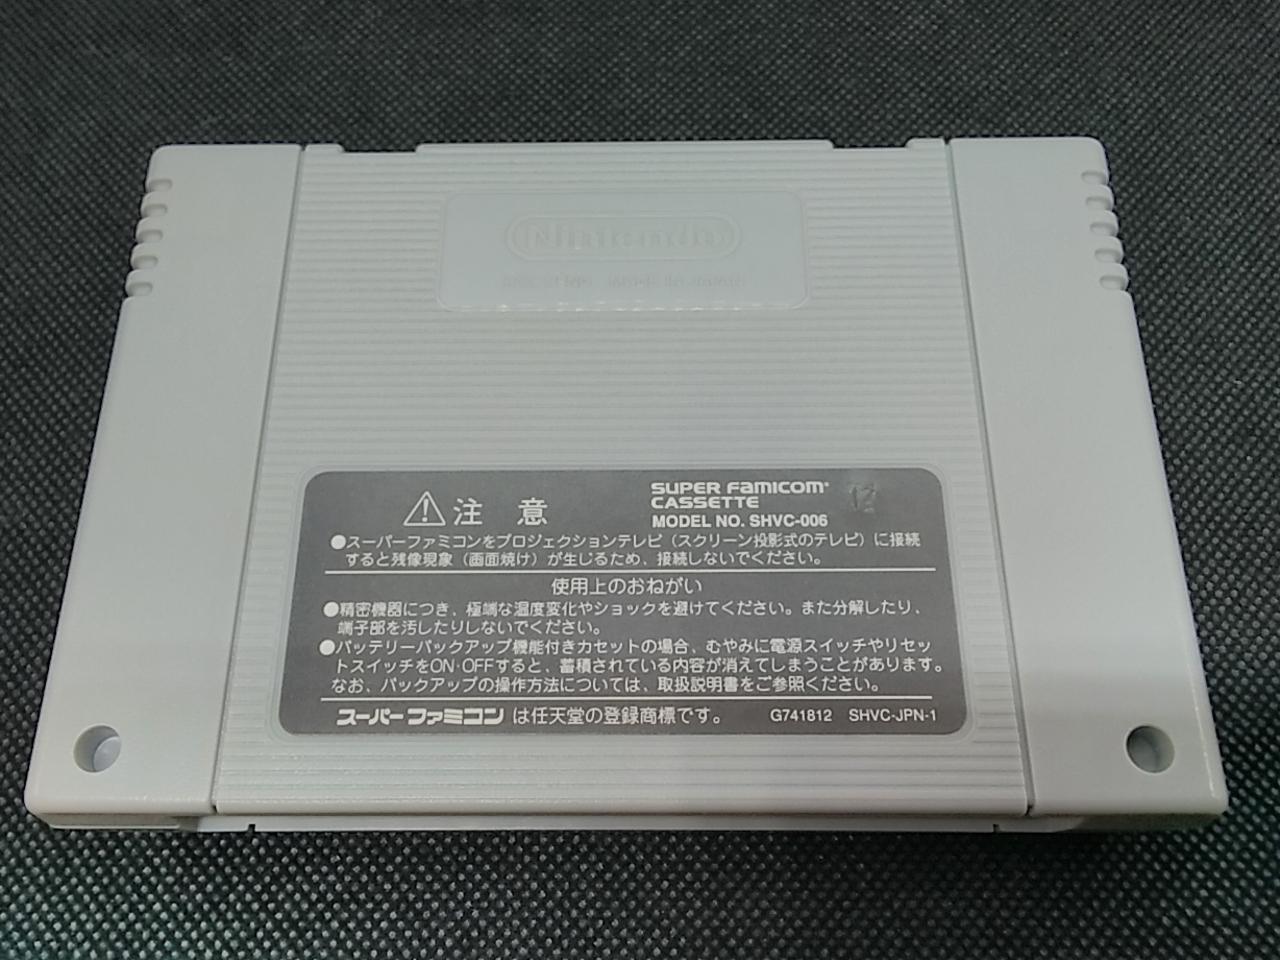 Nintendo
⚠注 意
SUPER FAMICOM
CASSETTE
MODEL NO. SHVC-006
12
●スーパーファミコンをプロジェクションテレビ（スクリーン投影式のテレビ）に接続
すると残像現象（画面焼け）が生じるため、接続しないでください。
使用上のおねがい
●精密機器につき、極端な温度変化やショックを避けてください。また分解したり、
端子部を汚したりしないでください。
●バッテリーバックアップ機能付きカセットの場合、むやみに電源スイッチやリセッ
トスイッチをON·OFFすると、蓄積されている内容が消えてしまうことがあります。
なお、バックアップの操作方法については、取扱説明書をご参照ください。
スーパーファミコン は任天堂の登録商標です。
G741812 SHVC-JPN-1